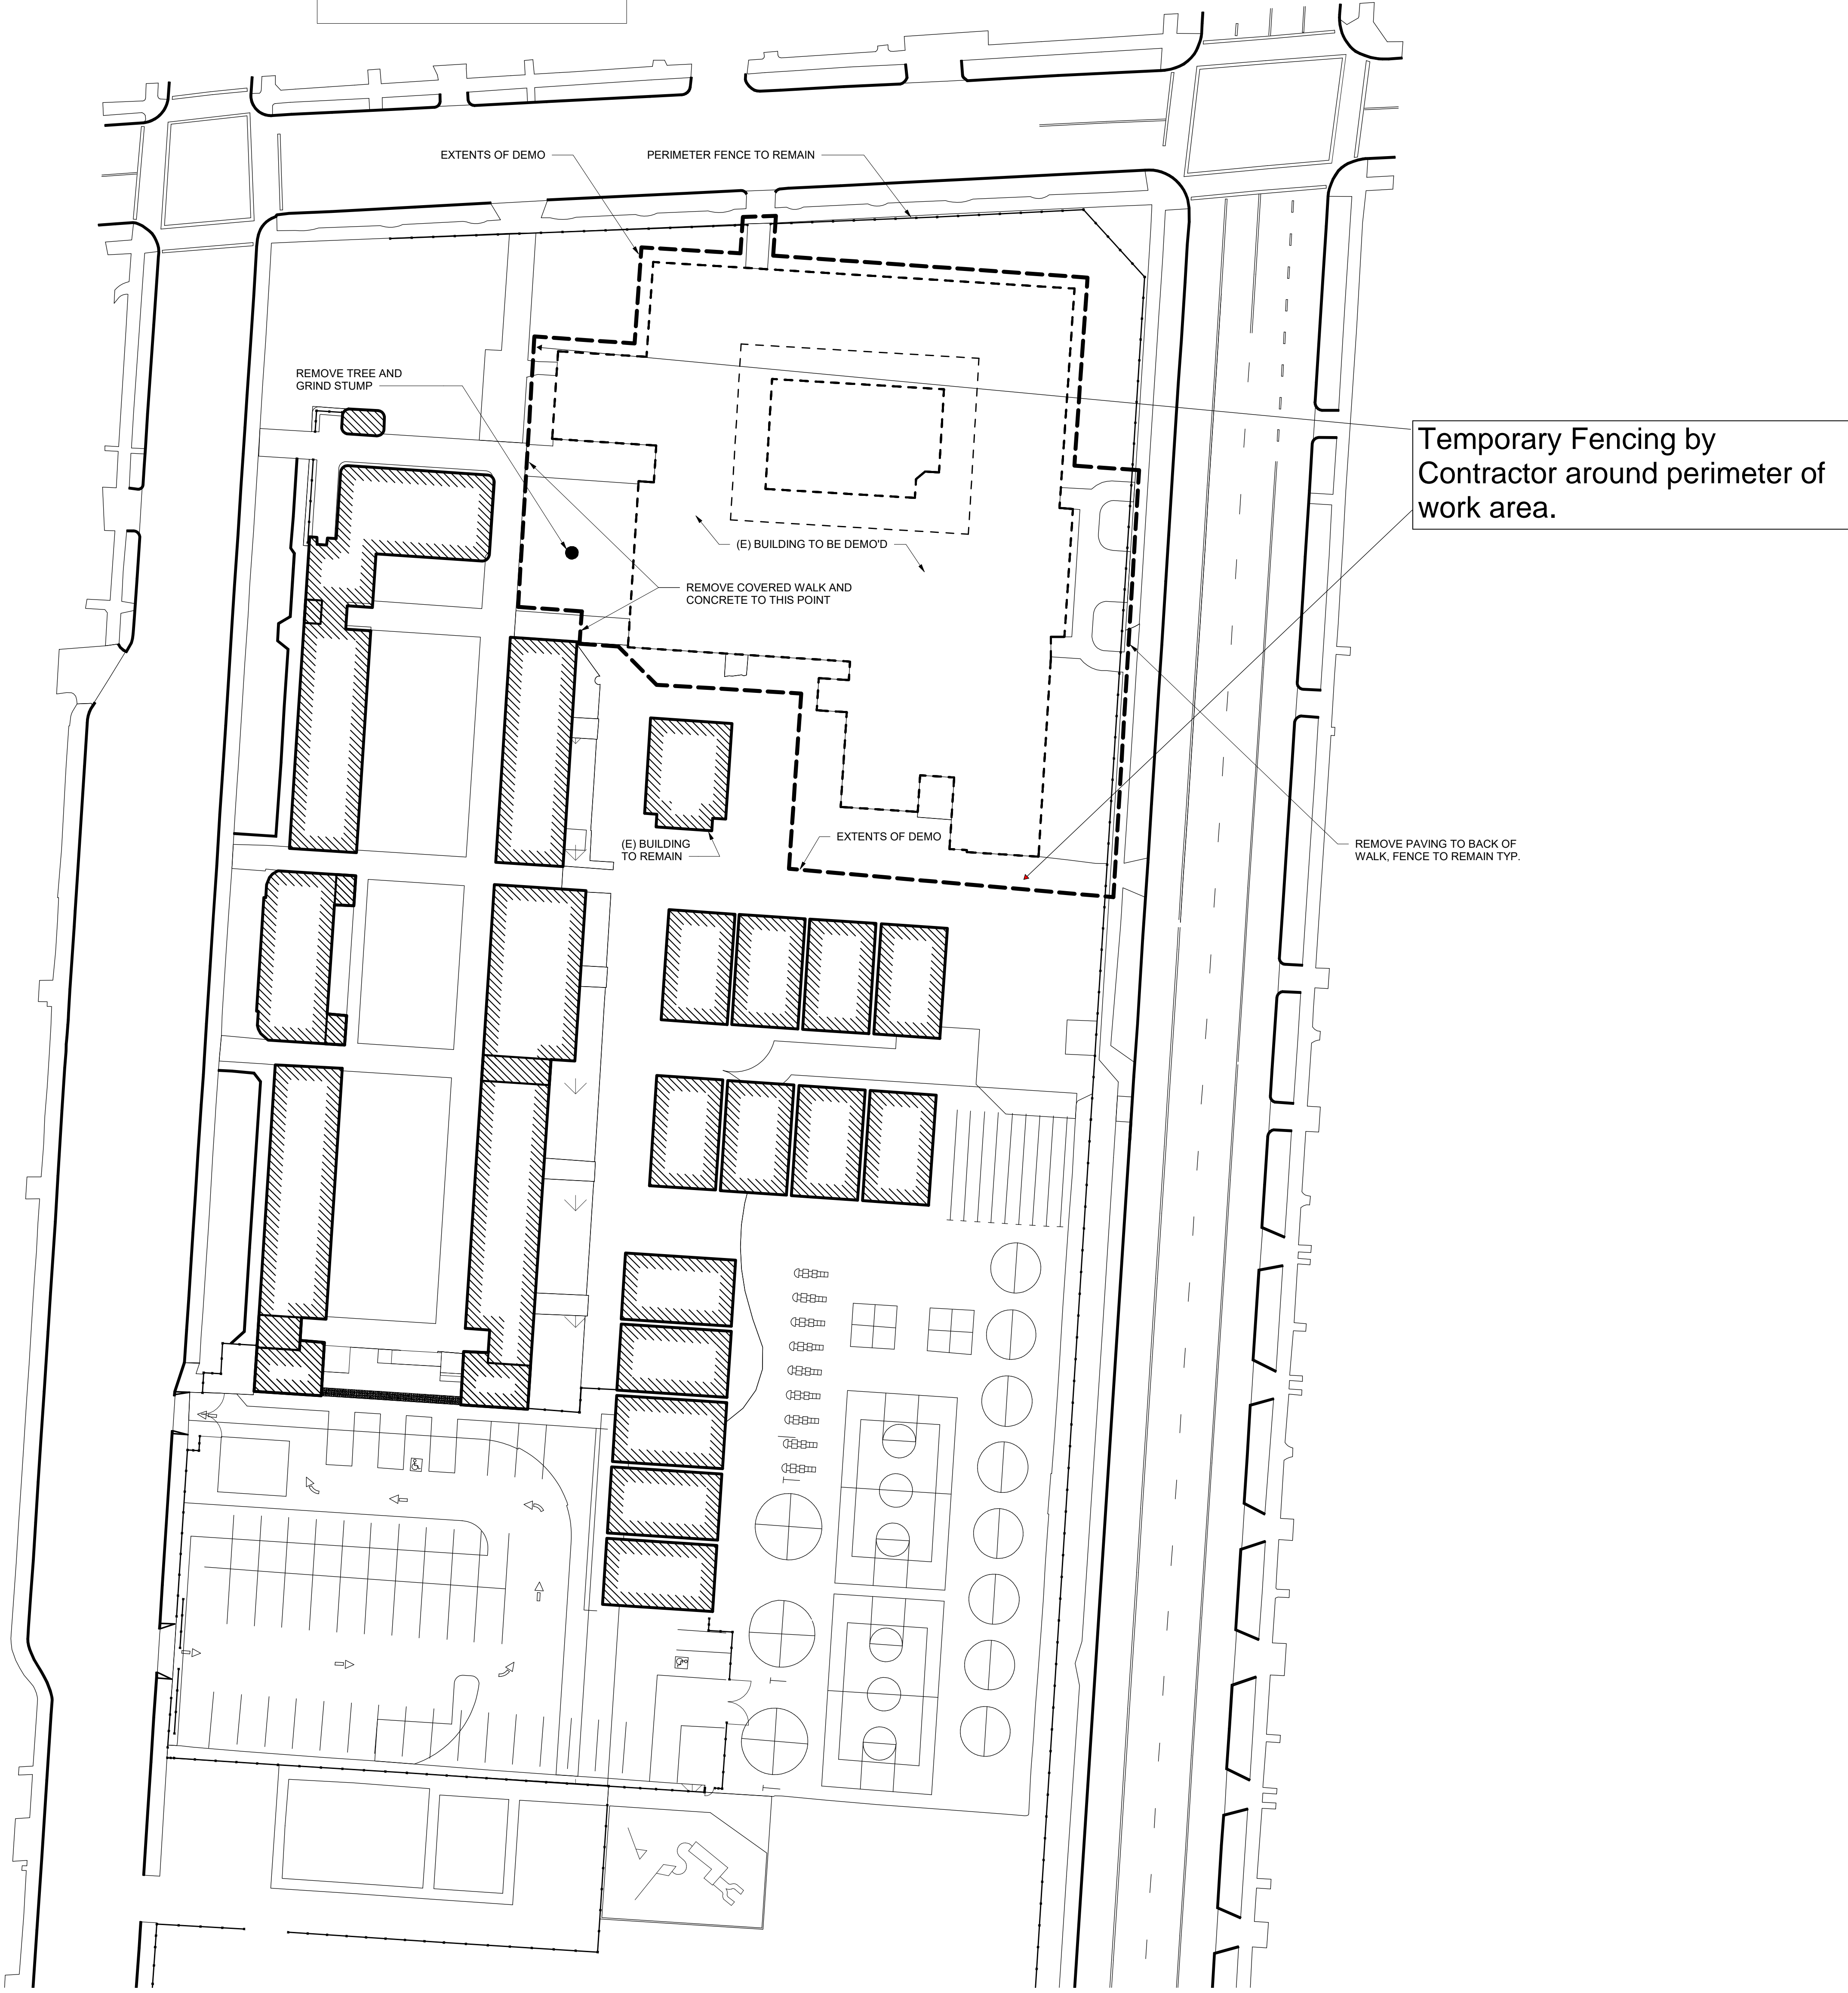 EXTENTS OF DEMO
PERIMETER FENCE TO REMAIN
REMOVE TREE AND
GRIND STUMP
Temporary Fencing by
Contractor around perimeter of
work area.
(E) BUILDING TO BE DEMO'D
REMOVE COVERED WALK AND
CONCRETE TO THIS POINT
EXTENTS OF DEMO
(E) BUILDING
TO REMAIN
REMOVE PAVING TO BACK OF
WALK, FENCE TO REMAIN TYP.